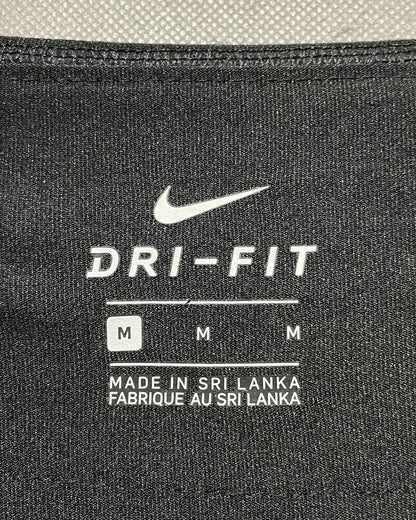 DRI-FIT
M M M
MADE IN SRI LANKA
FABRIQUE AU SRI LANKA